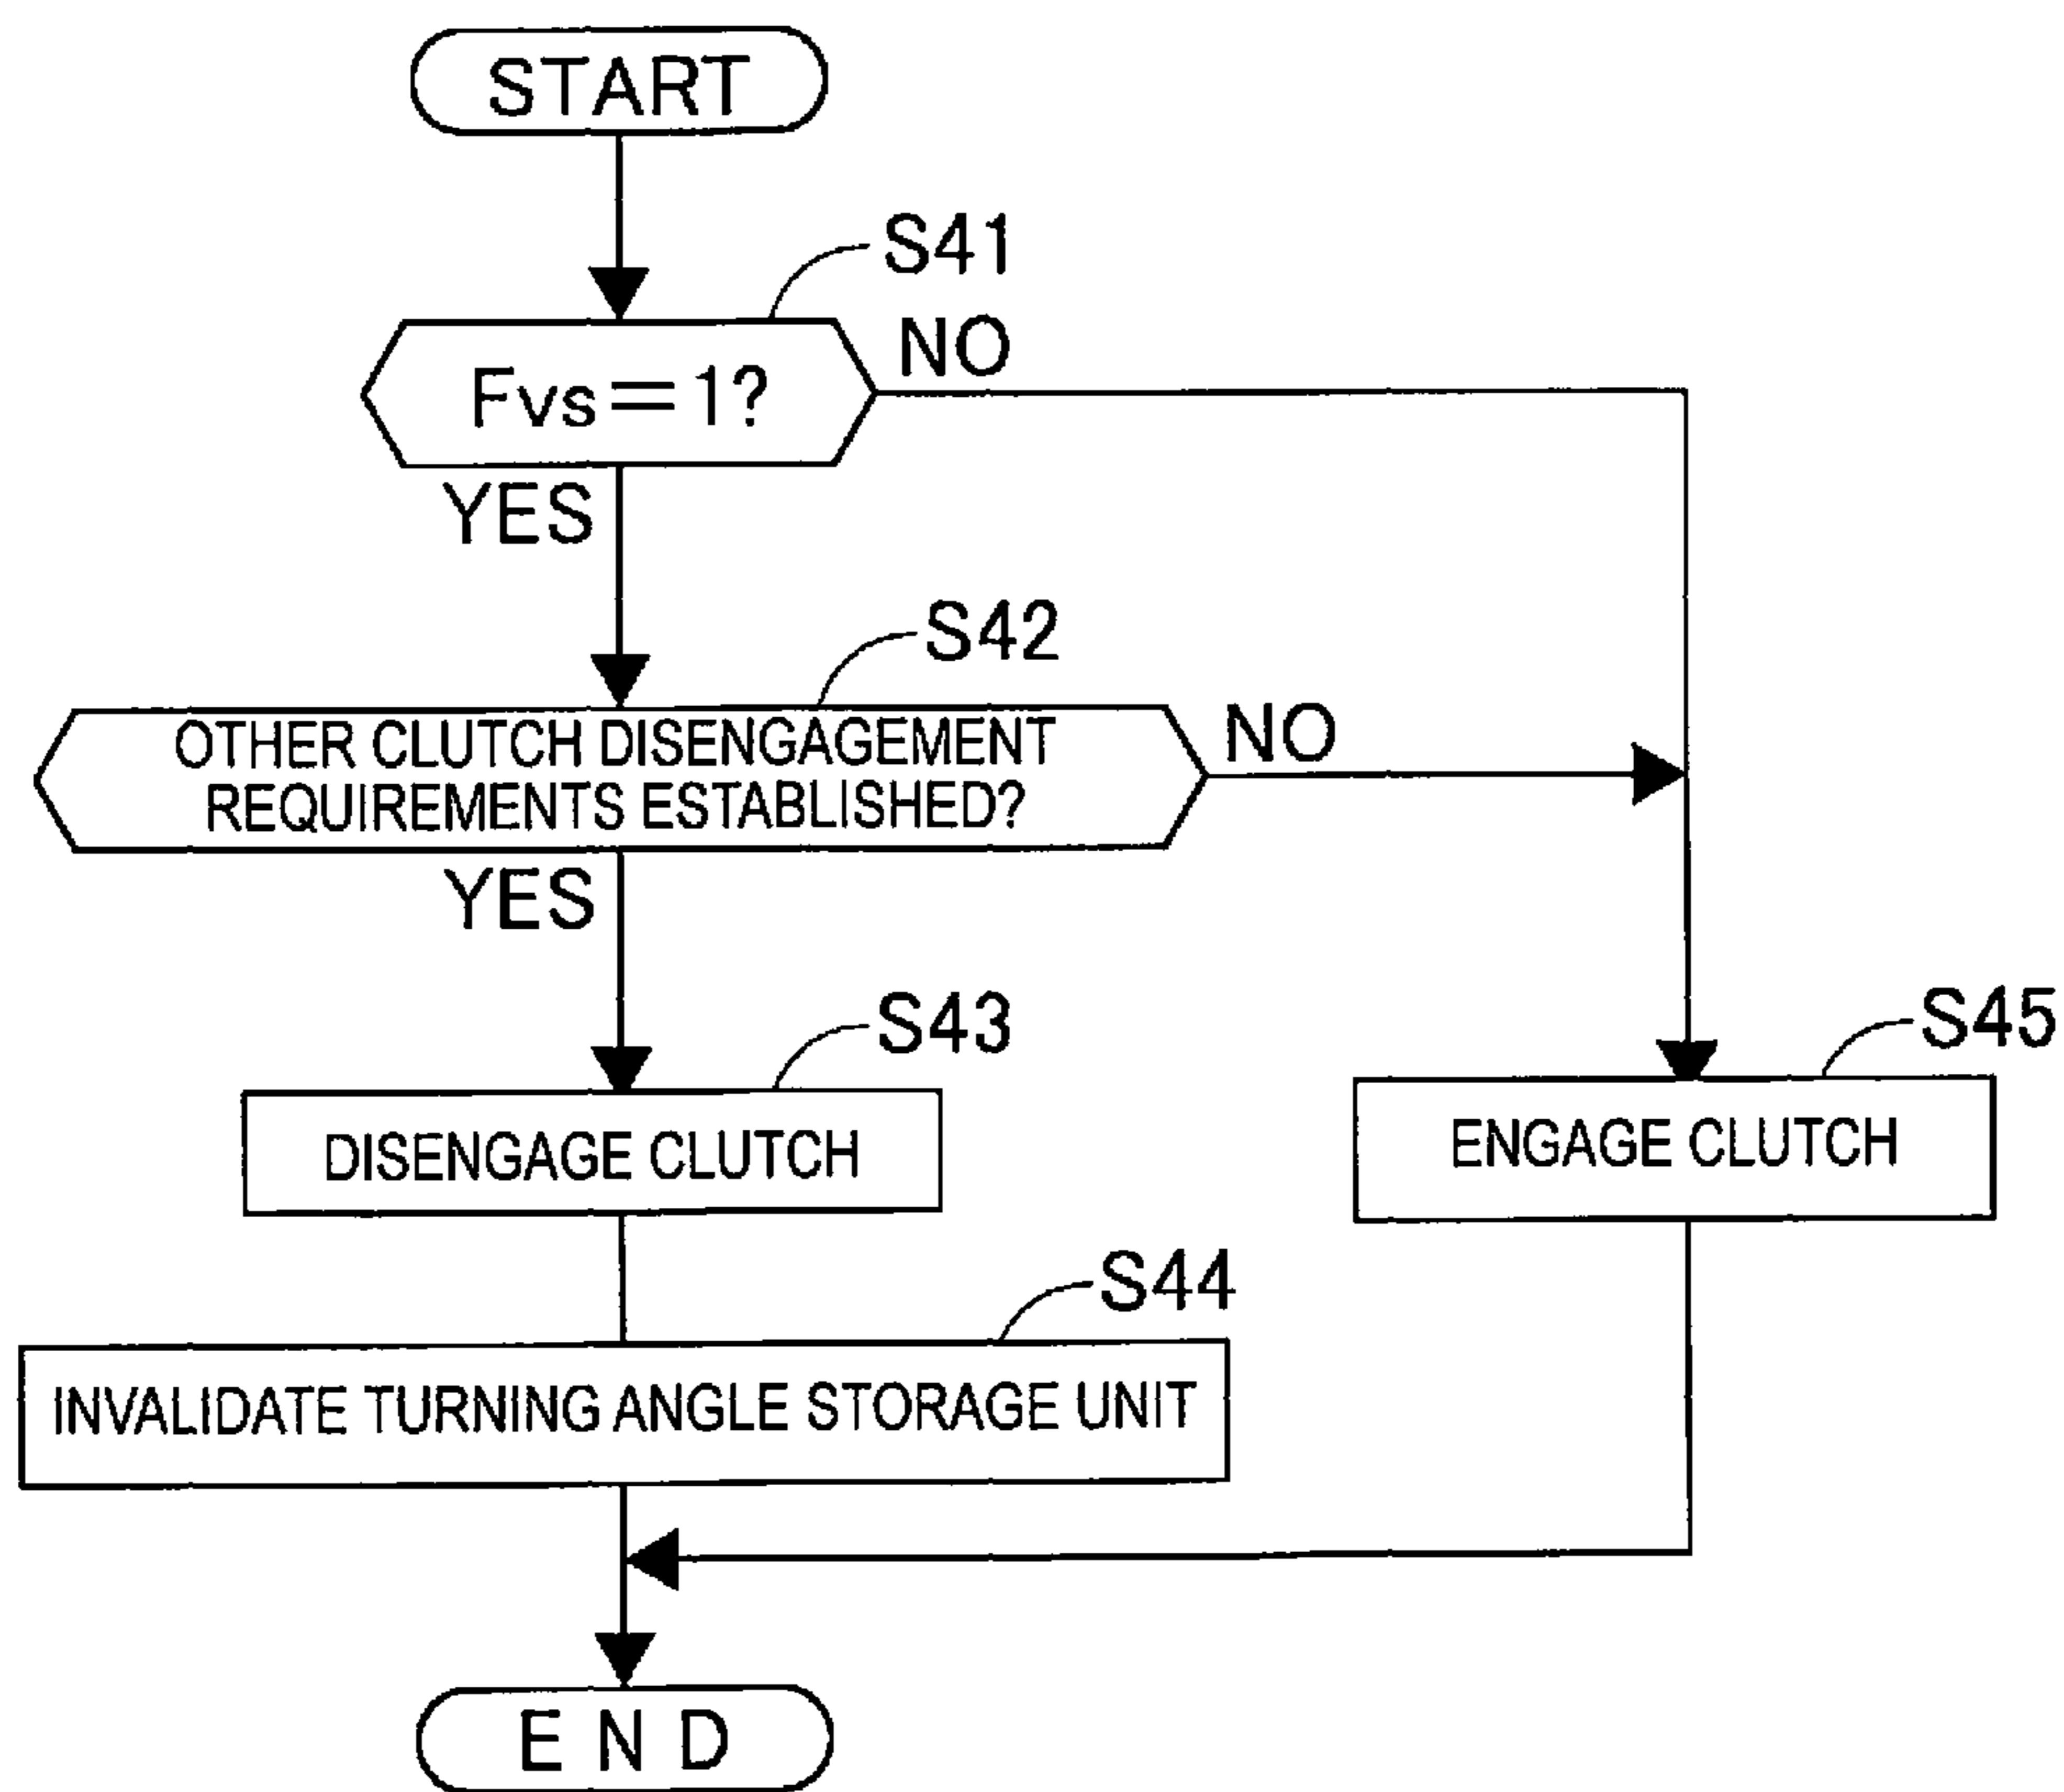 START
S41
Fvs=1?
NO
YES
S42
OTHER CLUTCH DISENGAGEMENT
REQUIREMENTS ESTABLISHED?
NO
YES
S43
DISENGAGE CLUTCH
S45
ENGAGE CLUTCH
S44
INVALIDATE TURNING ANGLE STORAGE UNIT
END